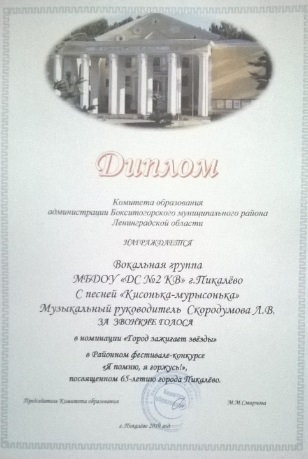 Диплом
Комитета образования
администрации Бокситогорского муниципального района
Ленинградской области
НАГРАЖДАЕТСЯ
Вокальная группа
МБДОУ «ДС №2 КВ» г.Пикалёво
С песней «Кисонька-мурысонька»
Музыкальный руководитель Скородумова Л.В.
ЗА ЗВОНКИЕ ГОЛОСА
в номинации «Город зажигает звёзды»
в Районном фестивале-конкурсе
«Я помню, я горжусь!»,
посвященном 65-летию города Пикалёво.
Председатель Комитета образования
М.М.Смирнова
г. Пикалёво 2019 год